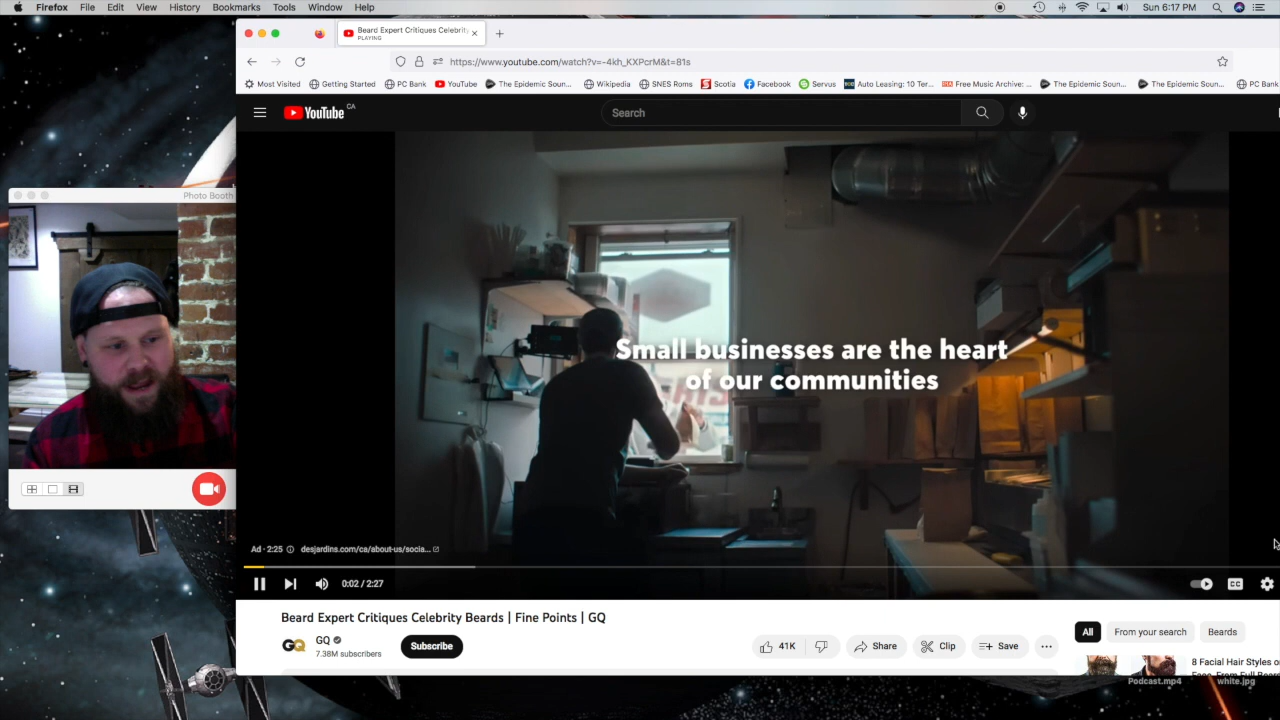 Firefox File Edit View History Bookmarks Tools Window Help
Sun 6:17 PM
Beard Expert Critiques Celebrity
PLAYING
https://www.youtube.com/watch?v=-4kh_KXPcrM&t=81s
Most Visited Getting Started PC Bank YouTube The Epidemic Soun... Wikipedia SNES Roms Scotia Facebook Servus Auto Leasing: 10 Ter... Free Music Archive:... The Epidemic Soun... The Epidemic Soun... PC Bank
YouTube CA
Search
Photo Booth
Small businesses are the heart
of our communities
Ad · 2:25 desjardins.com/ca/about-us/socia...
0:02 / 2:27
CC
Beard Expert Critiques Celebrity Beards | Fine Points | GQ
GQ
GQ
7.38M subscribers
Subscribe
41K
Share
Clip
Save
All
From your search
Beards
8 Facial Hair Styles o
Podcast.mp4
white.jpg